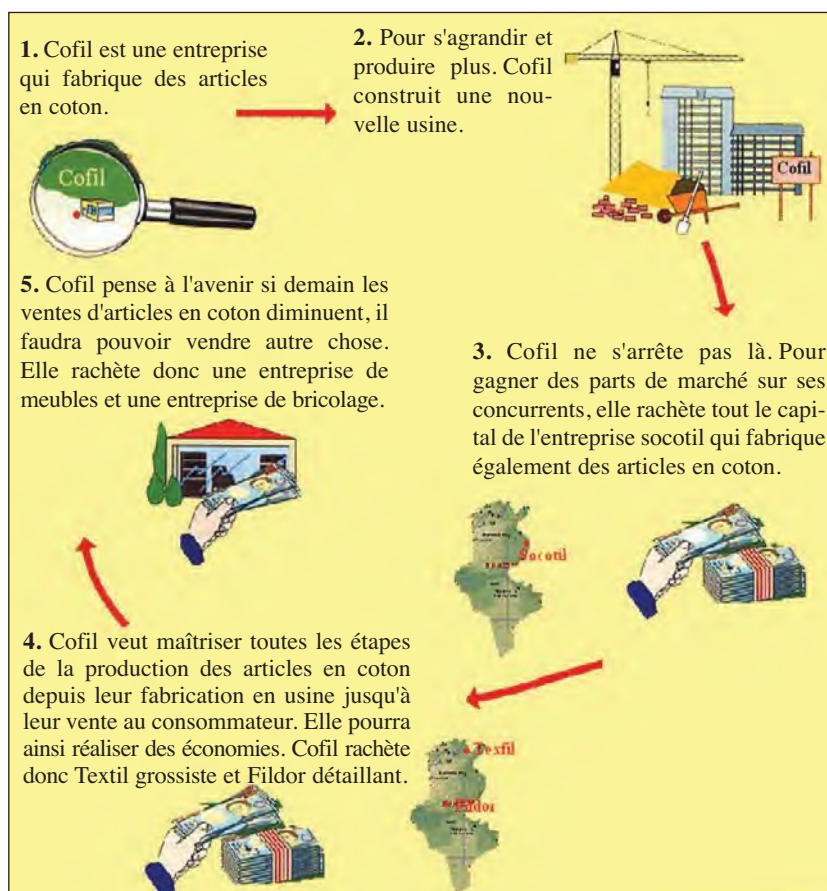 1. Cofil est une entreprise
qui fabrique des articles
en coton.
2. Pour s'agrandir et
produire plus. Cofil
construit une nou-
velle usine.
Cofil
Cofil
3. Cofil ne s'arrête pas là. Pour
gagner des parts de marché sur ses
concurrents, elle rachète tout le capi-
tal de l'entreprise socotil qui fabrique
également des articles en coton.
Socotil
4. Cofil veut maîtriser toutes les étapes
de la production des articles en coton
depuis leur fabrication en usine jusqu'à
leur vente au consommateur. Elle pourra
ainsi réaliser des économies. Cofil rachète
donc Textil grossiste et Fildor détaillant.
Texfil
Fildor
5. Cofil pense à l'avenir si demain les
ventes d'articles en coton diminuent, il
faudra pouvoir vendre autre chose.
Elle rachète donc une entreprise de
meubles et une entreprise de bricolage.